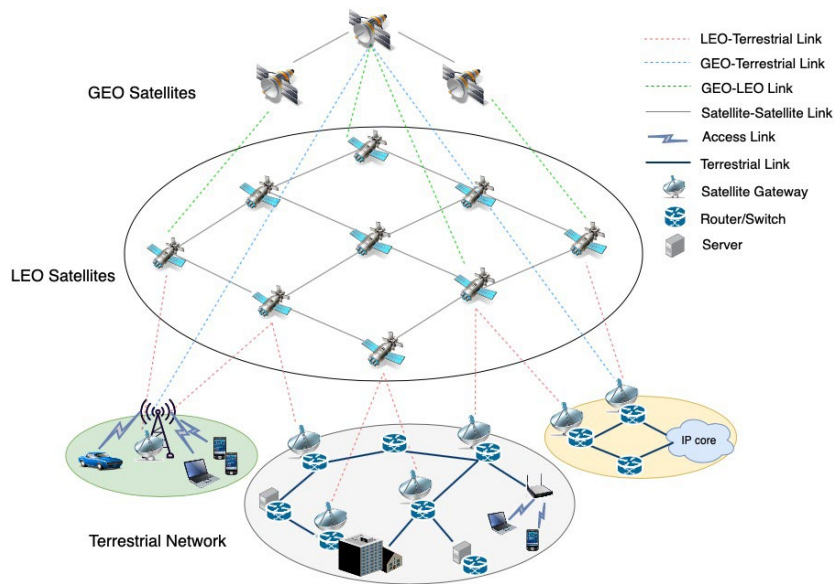 LEO-Terrestrial Link
GEO-Terrestrial Link
GEO-LEO Link
Satellite-Satellite Link
Access Link
Terrestrial Link
Satellite Gateway
Router/Switch
Server
GEO Satellites
LEO Satellites
IP core
Terrestrial Network